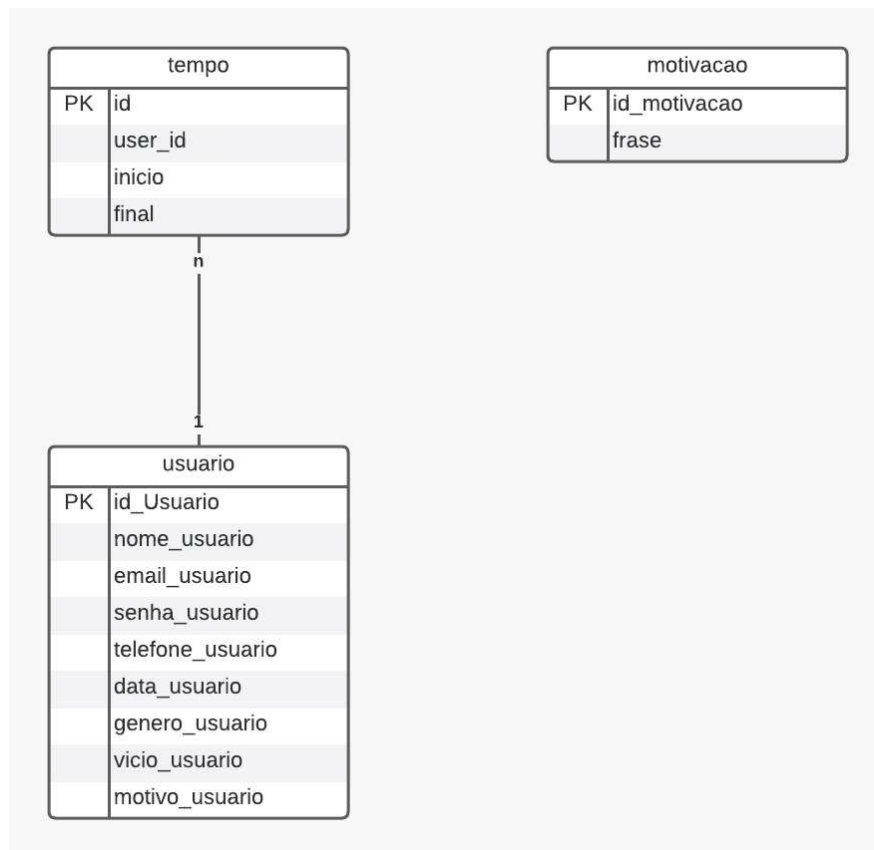 tempo
PK id
user_id
inicio
final
n
1
usuario
PK id_Usuario
nome_usuario
email_usuario
senha_usuario
telefone_usuario
data_usuario
genero_usuario
vicio_usuario
motivo_usuario
motivacao
PK id_motivacao
frase